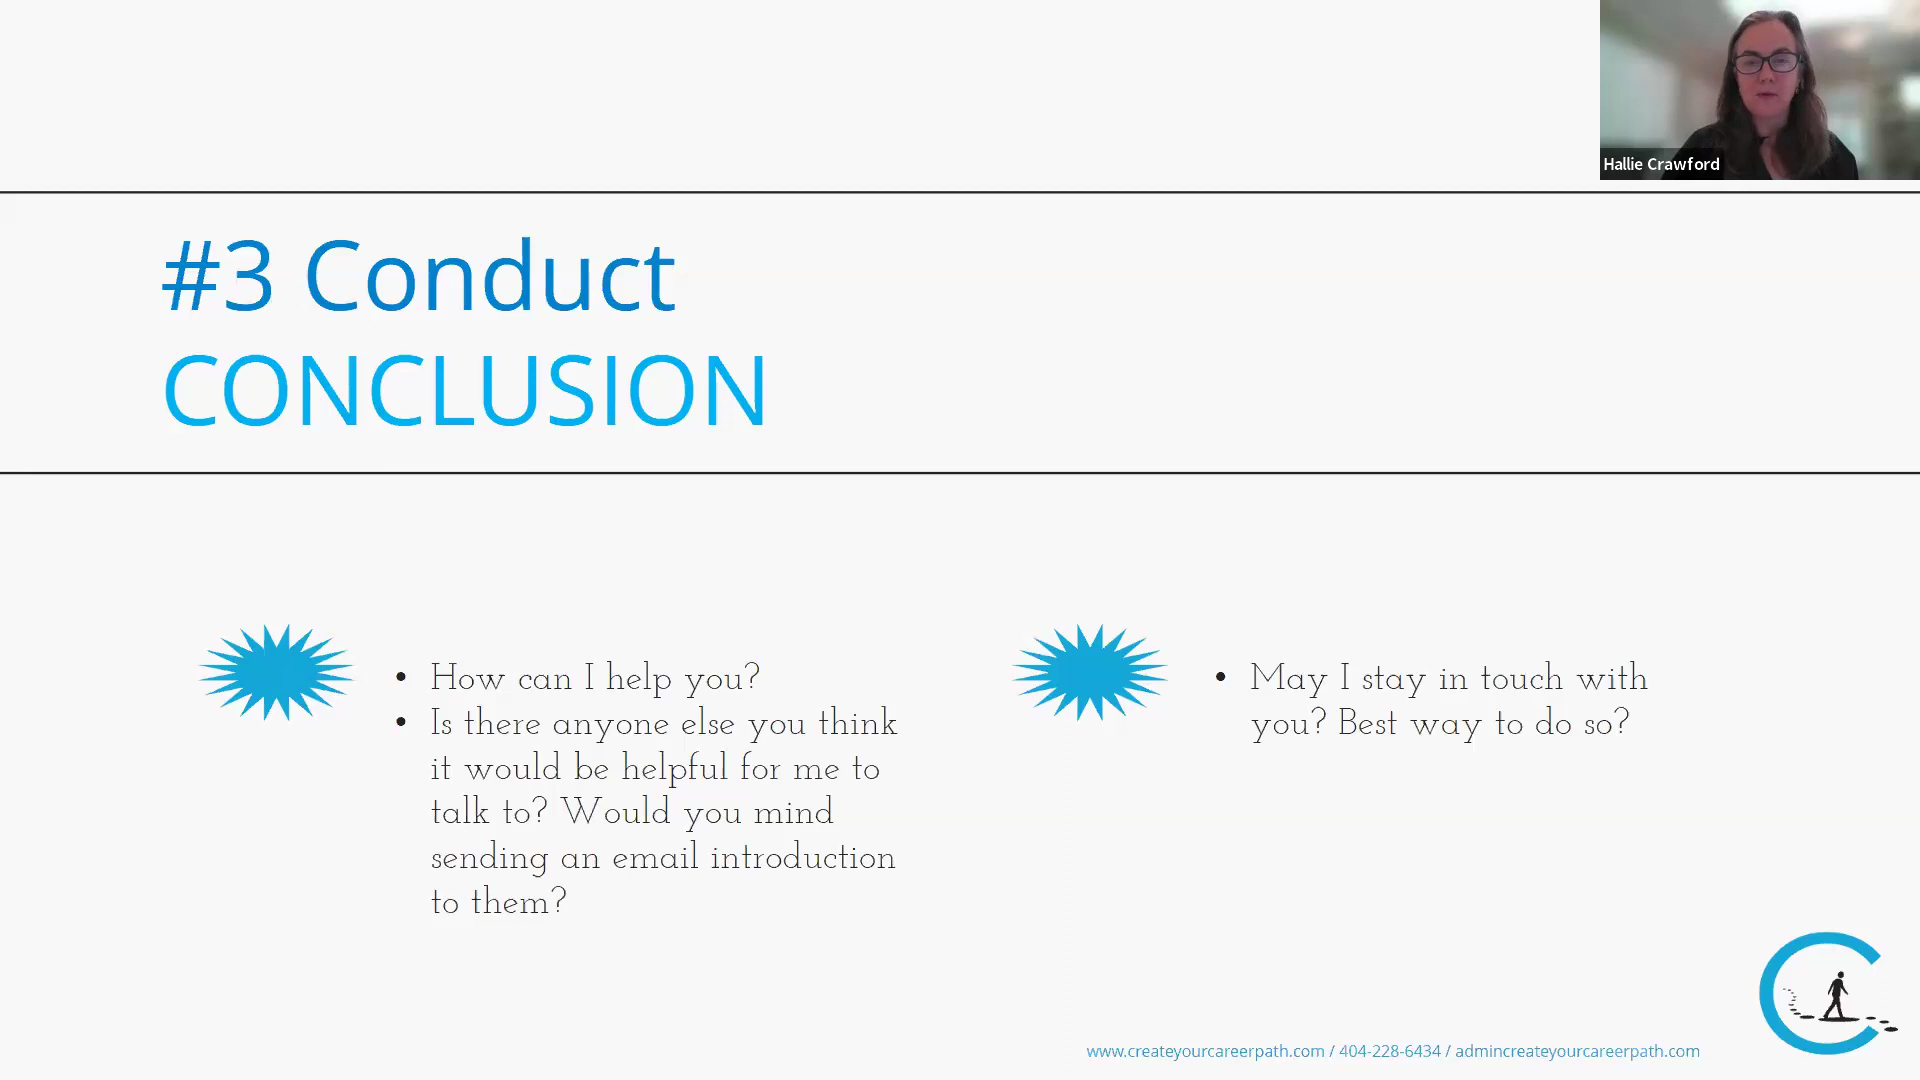 Hallie Crawford
#3 Conduct
CONCLUSION
• How can I help you?
• Is there anyone else you think
it would be helpful for me to
talk to? Would you mind
sending an email introduction
to them?
• May I stay in touch with
you? Best way to do so?
www.createyourcareerpath.com / 404-228-6434 / admincreateyourcareerpath.com